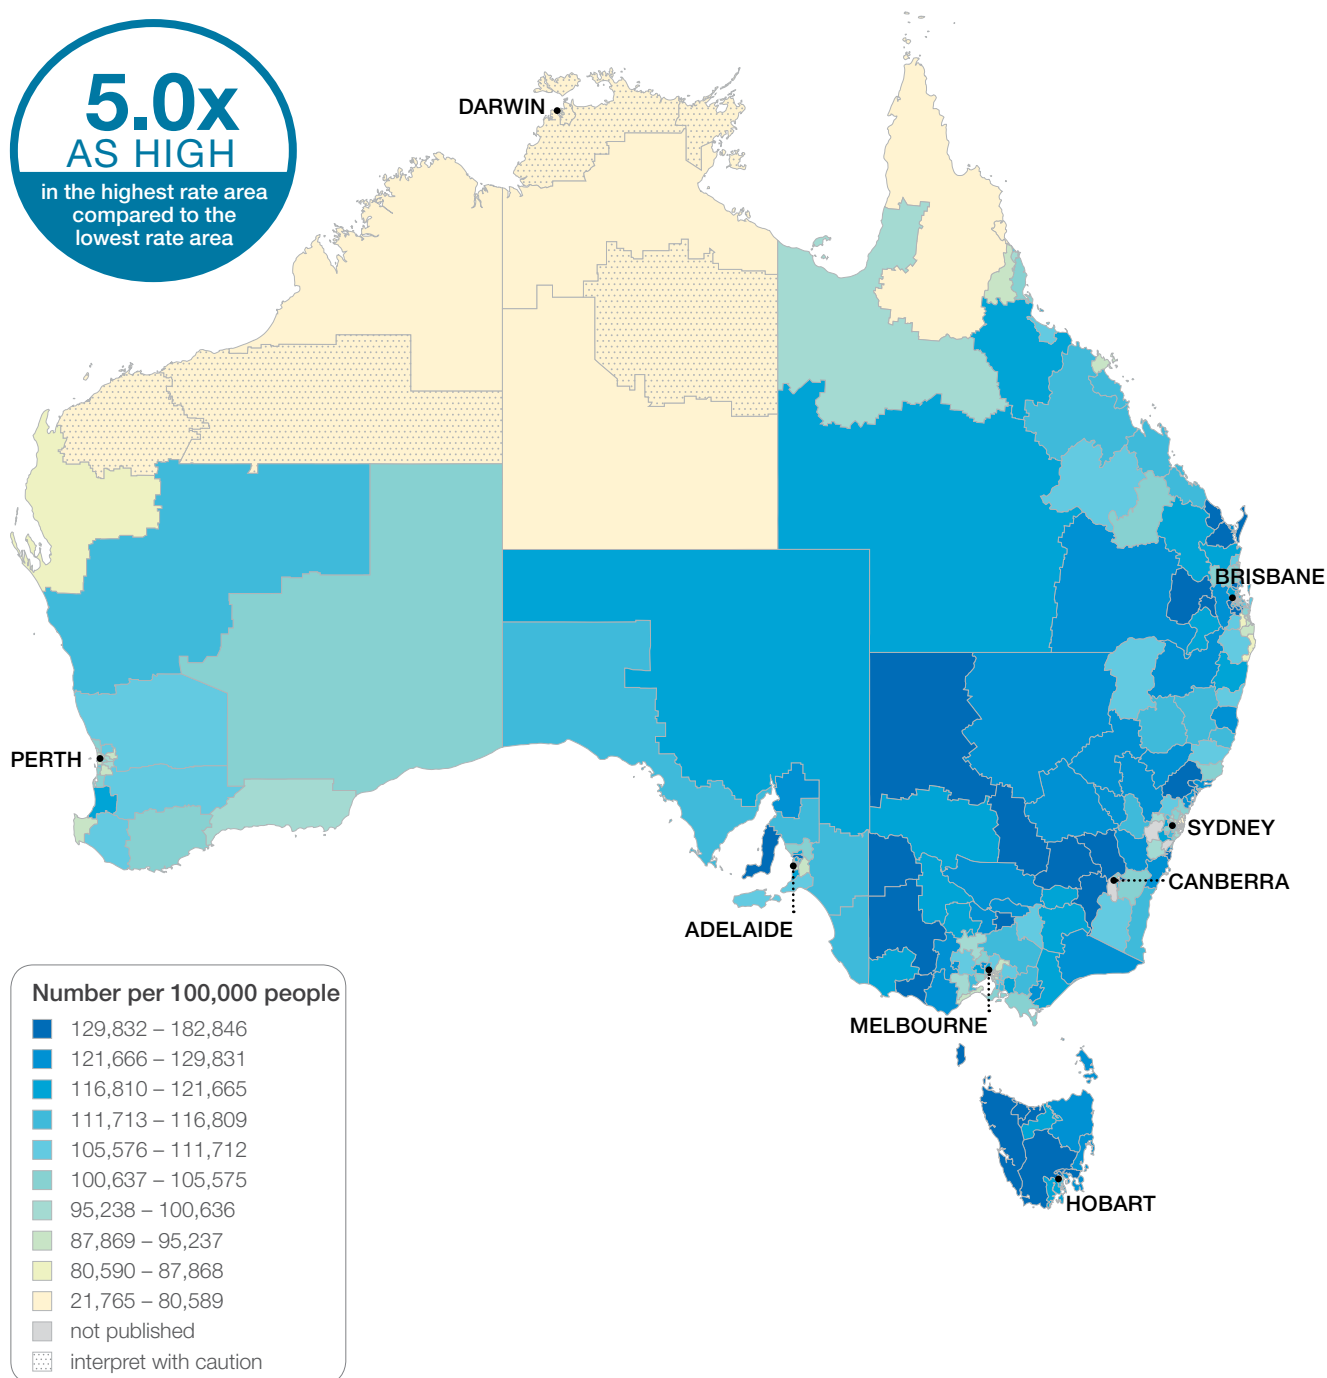 5.0x
AS HIGH
in the highest rate area
compared to the
lowest rate area
DARWIN
BRISBANE
PERTH
SYDNEY
CANBERRA
ADELAIDE
MELBOURNE
HOBART
Number per 100,000 people
129,832 – 182,846
121,666 – 129,831
116,810 – 121,665
111,713 – 116,809
105,576 – 111,712
100,637 – 105,575
95,238 – 100,636
87,869 – 95,237
80,590 – 87,868
21,765 – 80,589
not published
interpret with caution